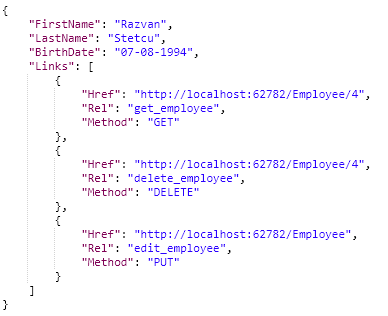 {
    "FirstName": "Razvan",
    "LastName": "Stetcu",
    "BirthDate": "07-08-1994",
    "Links": [
        {
            "Href": "http://localhost:62782/Employee/4",
            "Rel": "get_employee",
            "Method": "GET"
        },
        {
            "Href": "http://localhost:62782/Employee/4",
            "Rel": "delete_employee",
            "Method": "DELETE"
        },
        {
            "Href": "http://localhost:62782/Employee",
            "Rel": "edit_employee",
            "Method": "PUT"
        }
    ]
}